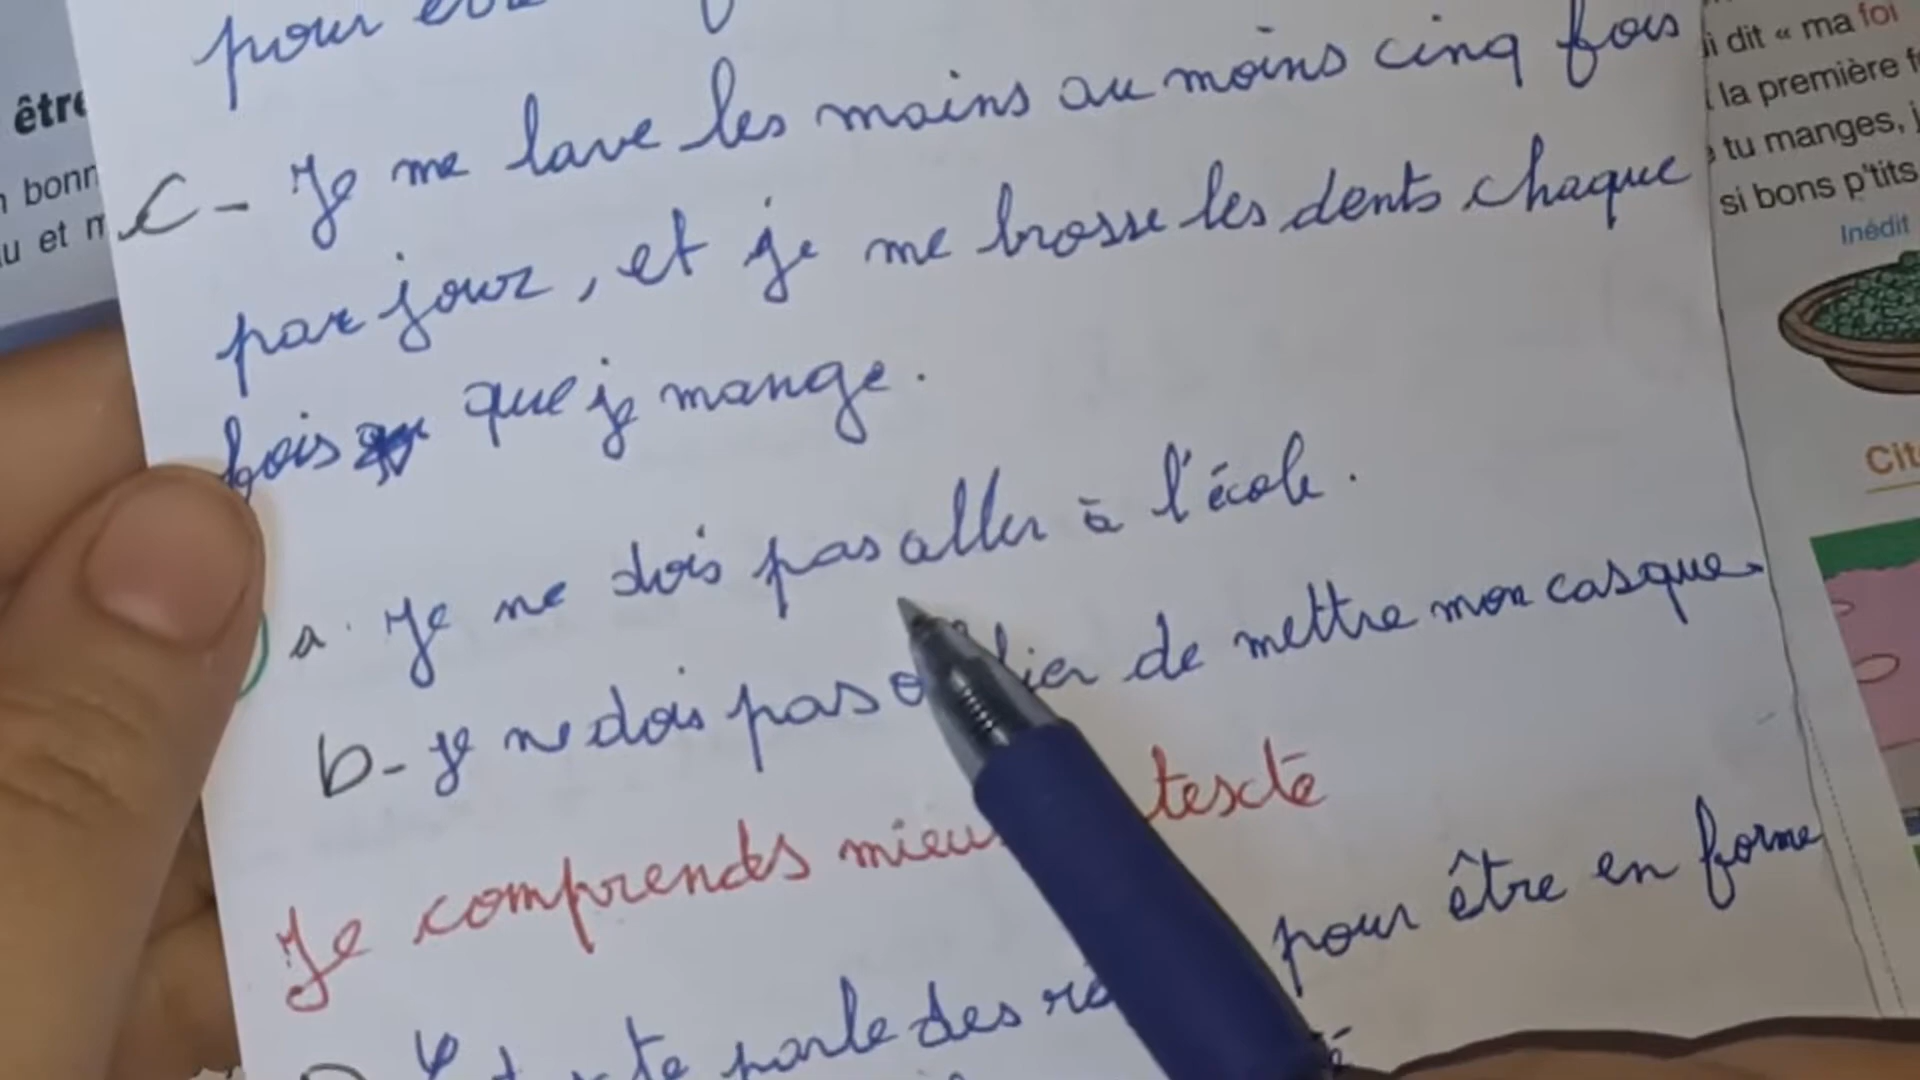 pour
C- Je me lave les mains au moins cinq fois
par jour, et je me brosse les dents chaque
fois que je mange.
a. Je ne dois pas aller à l'école.
b- Je ne dois pas de mettre mon casque.
Je comprends texte
parle des pour être en forme
être
bonn
et
dit « ma foi
la première
tu manges,
si bons p'tits
Inédit